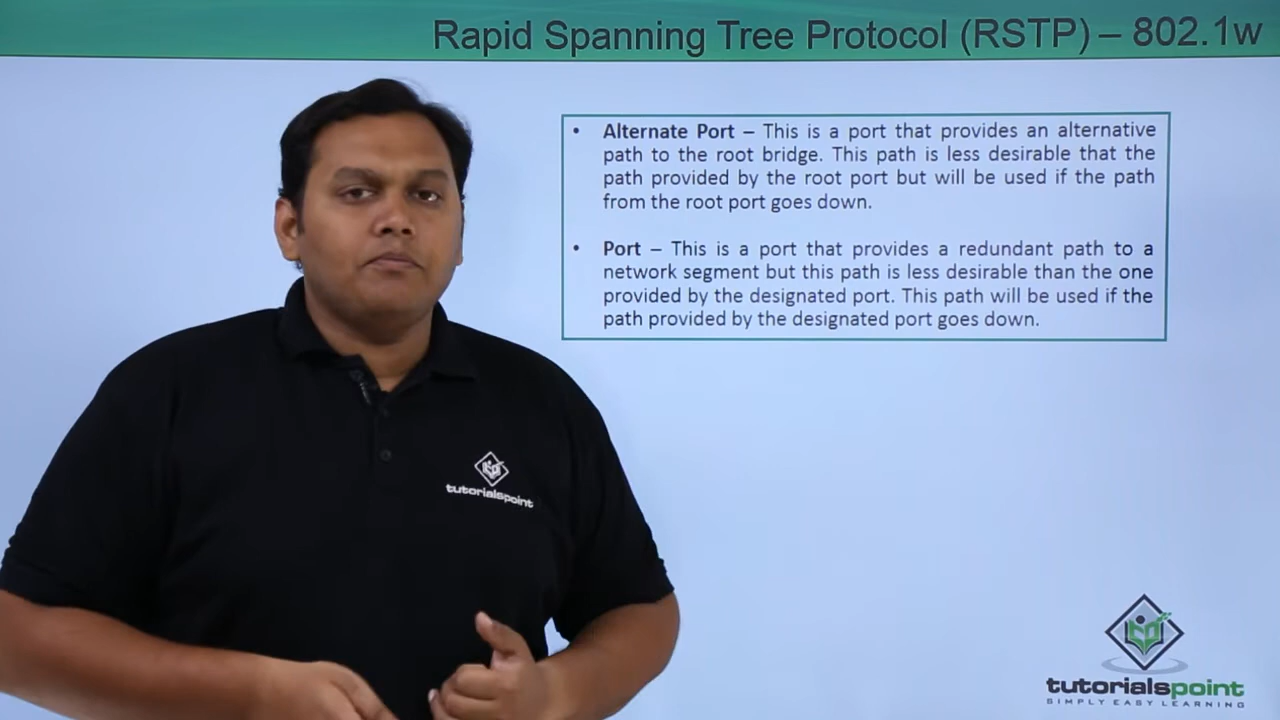 Rapid Spanning Tree Protocol (RSTP) – 802.1w
• Alternate Port – This is a port that provides an alternative
path to the root bridge. This path is less desirable that the
path provided by the root port but will be used if the path
from the root port goes down.
• Port – This is a port that provides a redundant path to a
network segment but this path is less desirable than the one
provided by the designated port. This path will be used if the
path provided by the designated port goes down.
tutorialspoint
tutorialspoint
SIMPLY EASY LEARNING